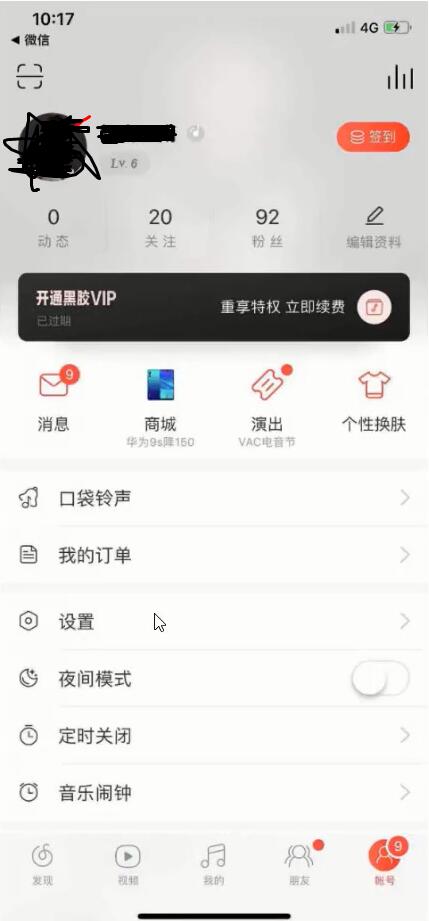 10:17
4G
微信
签到
Lv. 6
0
20
92
动态
关注
粉丝
编辑资料
开通黑胶VIP
已过期
重享特权 立即续费
9
消息
商城
演出
个性换肤
华为9s降150
VAC电音节
口袋铃声
我的订单
设置
夜间模式
定时关闭
音乐闹钟
9
发现
视频
我的
朋友
帐号